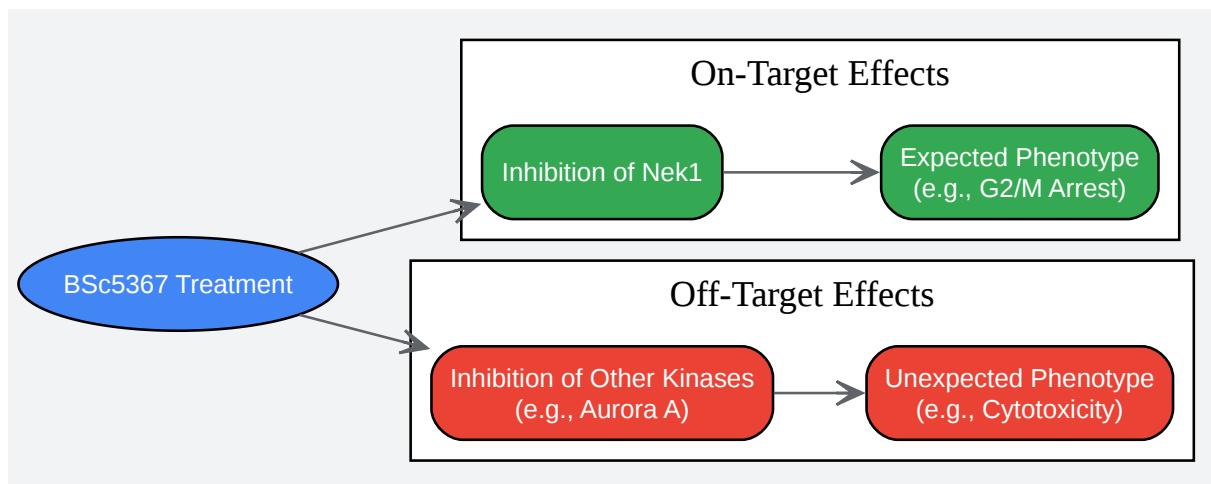 On-Target Effects
Inhibition of Nek1
Expected Phenotype
(e.g., G2/M Arrest)
BSc5367 Treatment
Off-Target Effects
Inhibition of Other Kinases
(e.g., Aurora A)
Unexpected Phenotype
(e.g., Cytotoxicity)